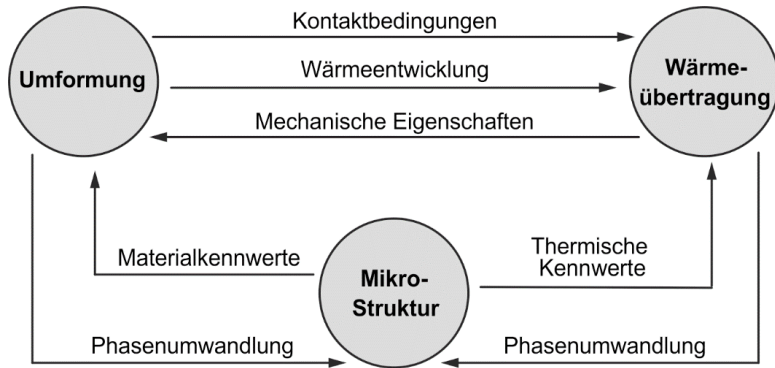 Kontaktbedingungen
Umformung
Wärmeentwicklung
Wärme-
übertragung
Mechanische Eigenschaften
Materialkennwerte
Thermische
Kennwerte
Mikro-
Struktur
Phasenumwandlung
Phasenumwandlung